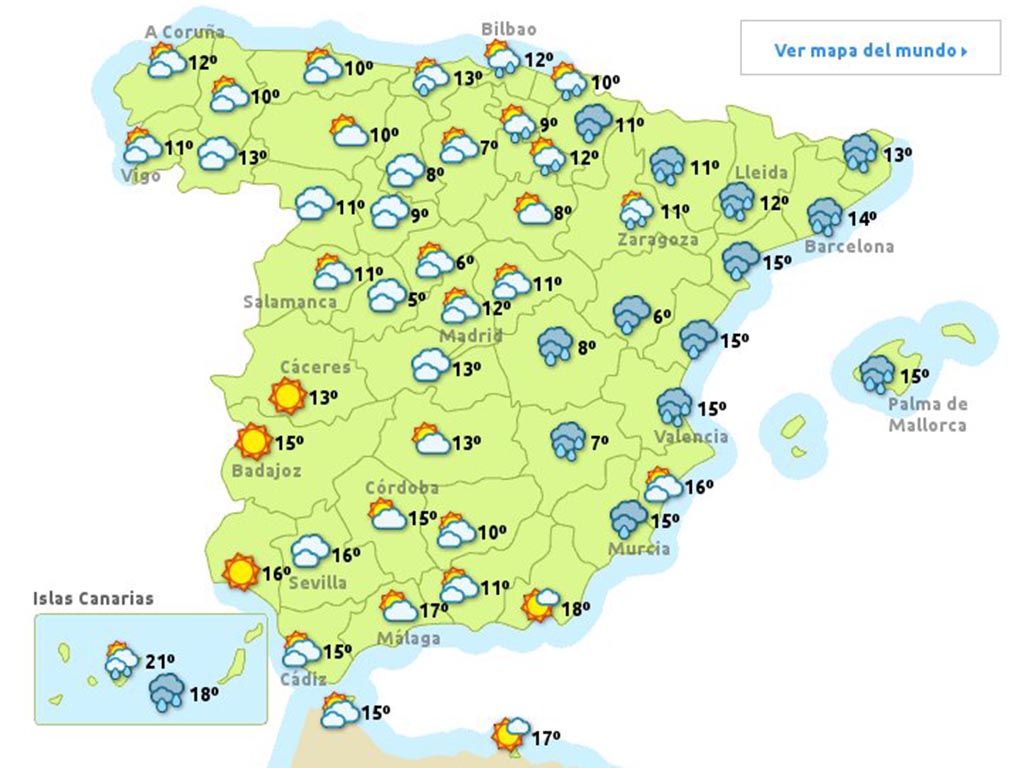 A Coruña
Bilbao
Ver mapa del mundo
12º
10º
13º
12º
10º
10º
11º
Vigo
13º
10º
7º
9º
12º
11º
11º
Lleida
12º
13º
8º
11º
9º
8º
11º
Zaragoza
14º
Barcelona
15º
11º
Salamanca
6º
5º
12º
Madrid
11º
6º
15º
8º
13º
Cáceres
13º
15º
Palma de
Mallorca
15º
Badajoz
13º
7º
15º
Valencia
16º
Córdoba
15º
10º
15º
Murcia
16º
Sevilla
16º
11º
18º
17º
Málaga
Islas Canarias
21º
18º
15º
Cádiz
15º
17º